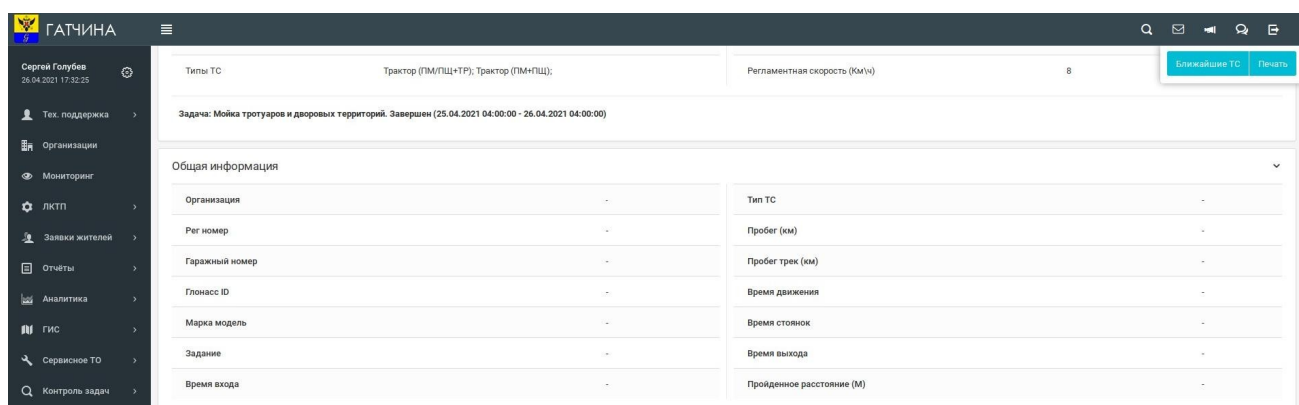 ГАТЧИНА
Сергей Голубев
26.04.2021 17:32:25
Тех. поддержка
Организации
Мониторинг
ЛКТП
Заявки жителей
Отчёты
Аналитика
ГИС
Сервисное ТО
Контроль задач
Ближайшие ТС Печать
Типы ТС Трактор (ПМ/ПЩ+ТР); Трактор (ПМ+ПЩ); Регламентная скорость (Км\ч) 8
Задача: Мойка тротуаров и дворовых территорий. Завершен (25.04.2021 04:00:00 - 26.04.2021 04:00:00)
Общая информация
Организация - Тип ТС -
Рег номер - Пробег (км) -
Гаражный номер - Пробег трек (км) -
Глонасс ID - Время движения -
Марка модель - Время стоянок -
Задание - Время выхода -
Время входа - Пройденное расстояние (М) -